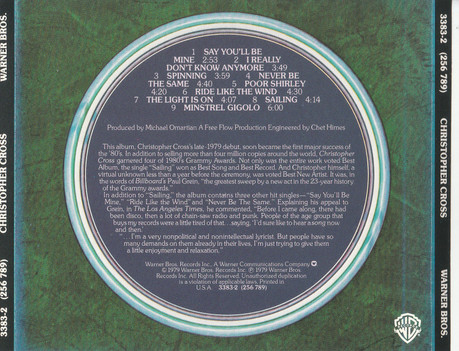 1 SAY YOU'LL BE
MINE 2:53 2 I REALLY
DON'T KNOW ANYMORE 3:49
3 SPINNING 3:59 4 NEVER BE
THE SAME 4:40 5 POOR SHIRLEY
4:20 6 RIDE LIKE THE WIND 4:30
7 THE LIGHT IS ON 4:07 8 SAILING 4:14
9 MINSTREL GIGOLO 6:00
Produced by Michael Omartian A Free Flow Production Engineered by Chet Himes
This album, Christopher Cross's late-1979 debut, soon became the first major success of
the '80's. In addition to selling more than four million copies around the world, Christopher
Cross garnered four of 1980's Grammy Awards. Not only was the entire work voted Best
Album, the single "Sailing" won as Best Song and Best Record. And Christopher himself, a
virtual unknown less than a year before the ceremony, was voted Best New Artist. It was, in
the words of Billboard's Paul Grein, "the greatest sweep by a new act in the 23-year history
of the Grammy awards."
In addition to "Sailing," the album contains three other hit singles—"Say You'll Be
Mine," "Ride Like the Wind" and "Never Be The Same." Explaining his appeal to
Grein, in The Los Angeles Times, he commented, "Before I came along, there had
been disco, then a lot of chain-saw radio and punk. People of the age group that
buys my records were a little tired of that...saying, 'I'd sure like to hear a song now
and then.'
"...I'm a very nonpolitical and nonintellectual lyricist. But people have so
many demands on them already in their lives, I'm just trying to give them
a little enjoyment and relaxation."
Warner Bros. Records Inc., A Warner Communications Company
© 1979 Warner Bros. Records Inc. ℗ 1979 Warner Bros.
Records Inc. All Rights Reserved. Unauthorized duplication
is a violation of applicable laws. Printed in
U.S.A. 3383-2 (256 789)
3383-2 (256 789) CHRISTOPHER CROSS WARNER BROS.
3383-2 (256 789) CHRISTOPHER CROSS WARNER BROS.
WB